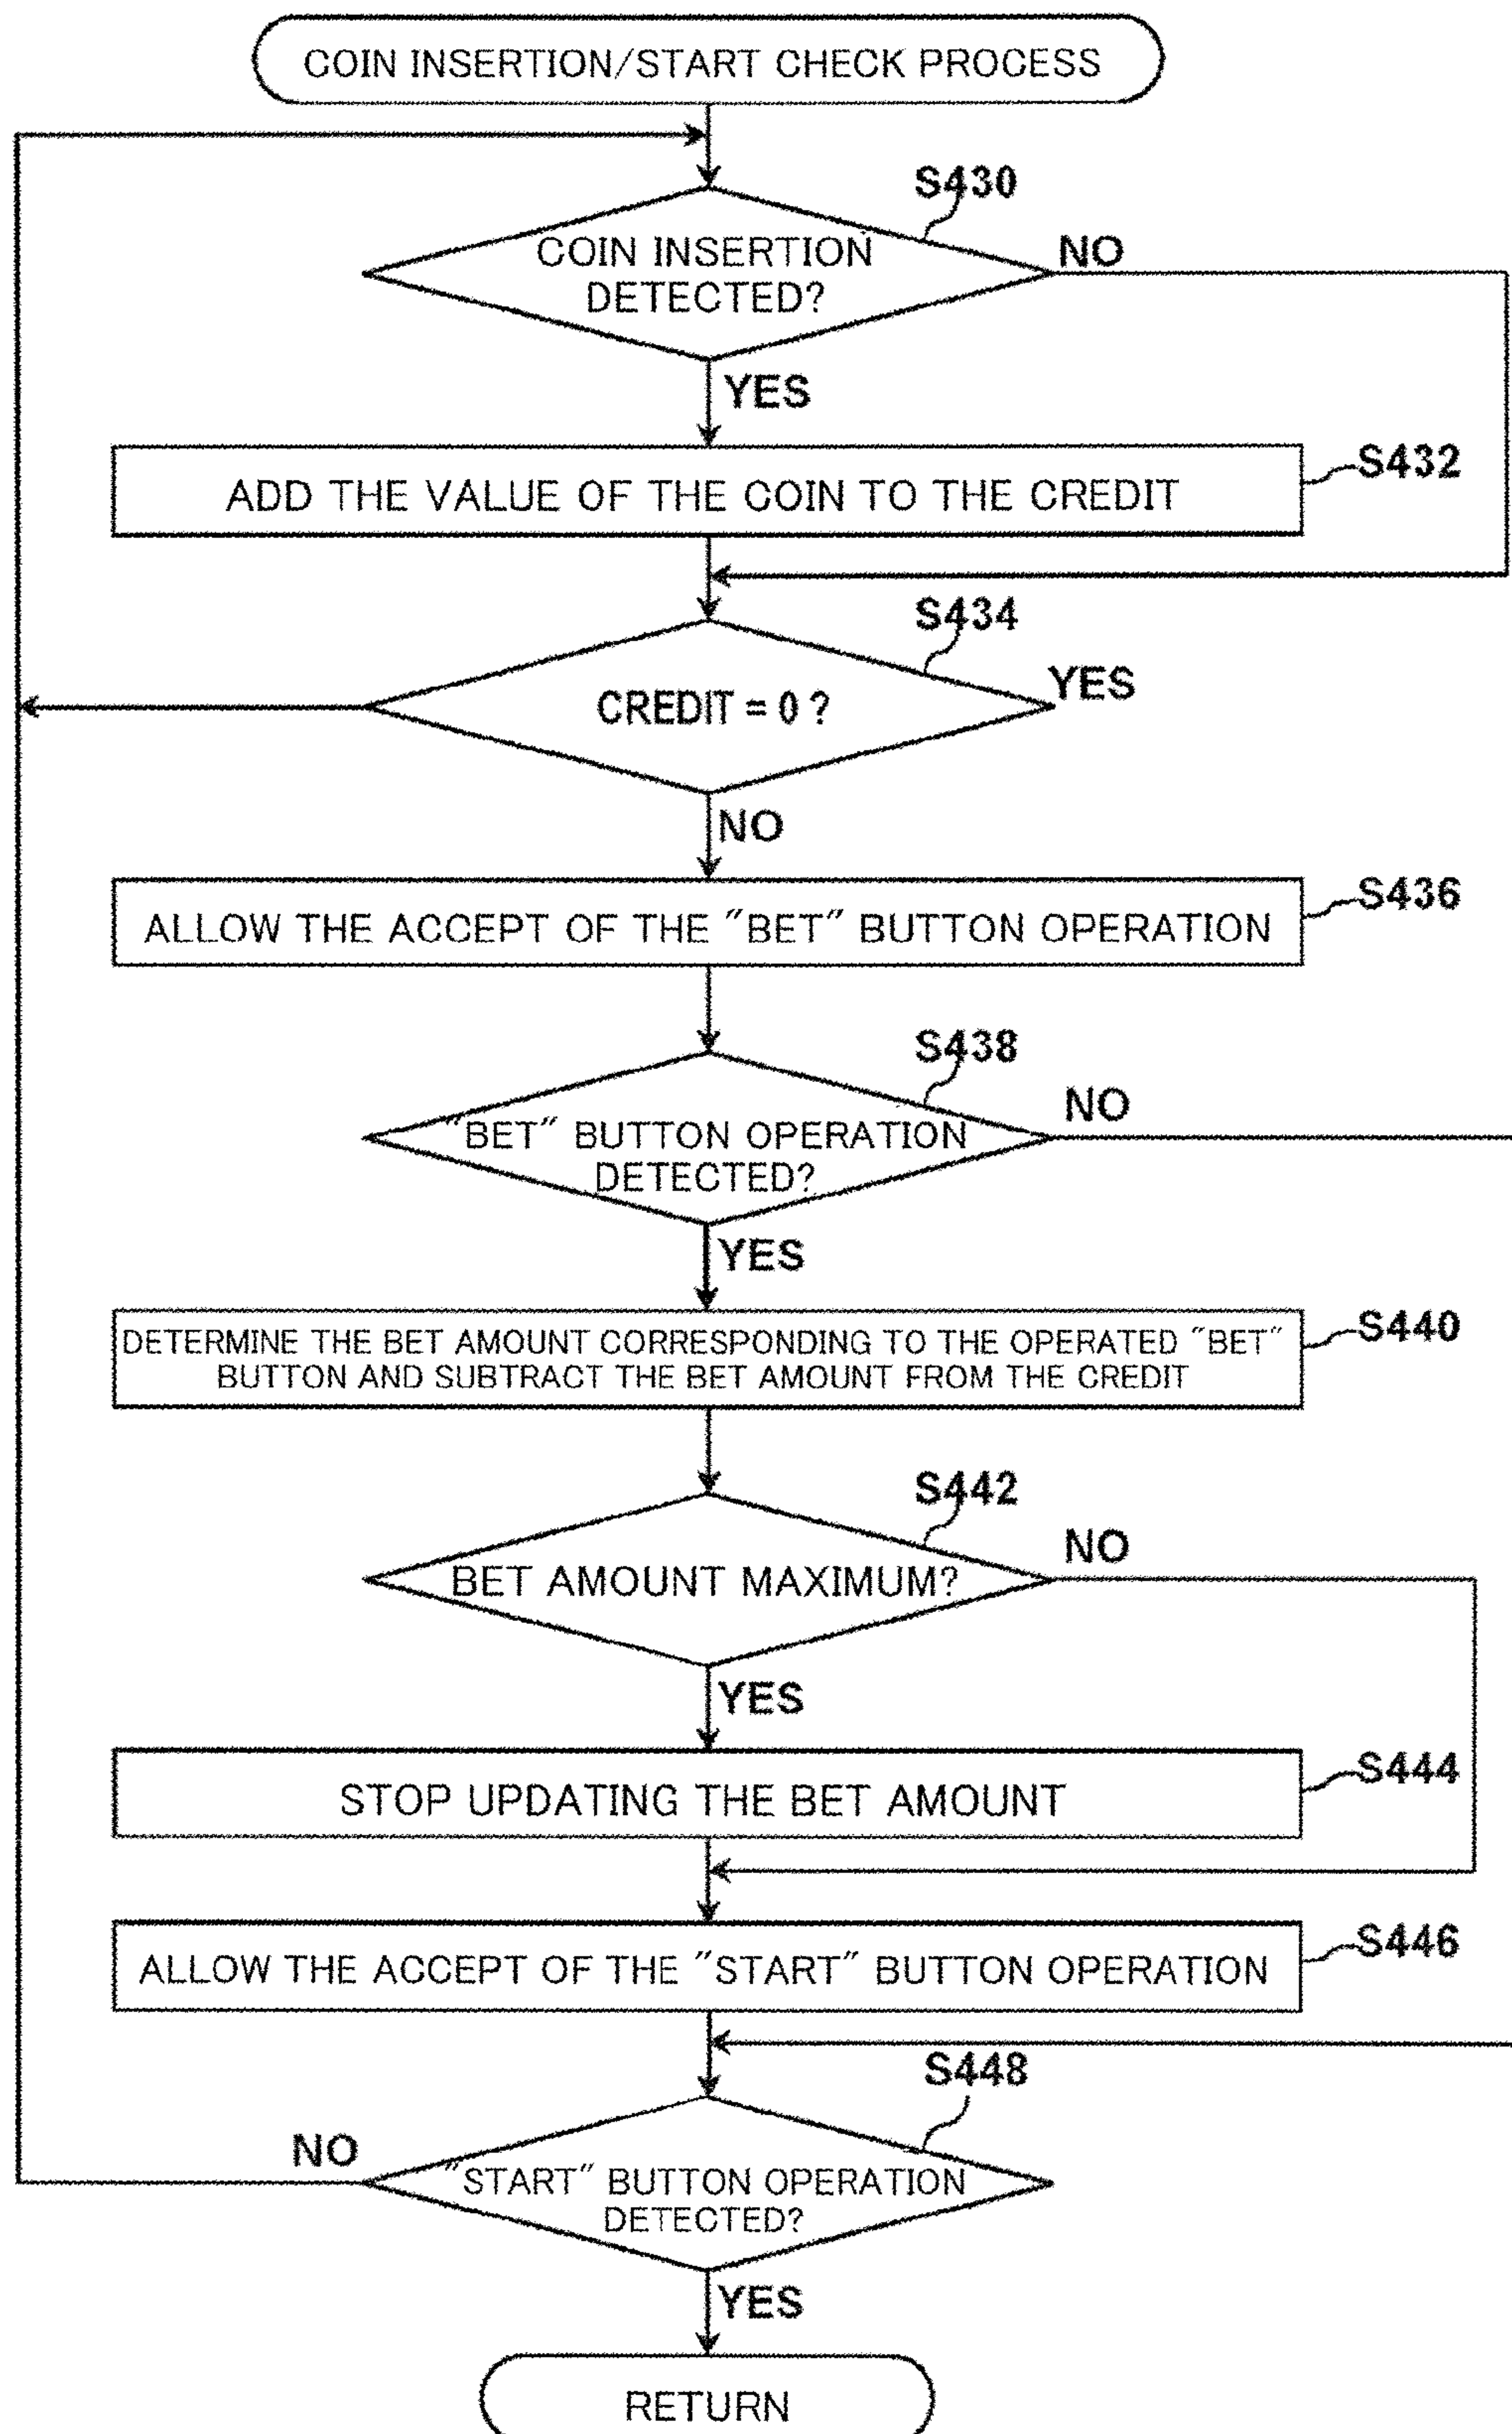 COIN INSERTION/START CHECK PROCESS
S430
COIN INSERTION
DETECTED?
NO
YES
ADD THE VALUE OF THE COIN TO THE CREDIT
S432
S434
CREDIT = 0 ?
YES
NO
ALLOW THE ACCEPT OF THE "BET" BUTTON OPERATION
S436
S438
"BET" BUTTON OPERATION
DETECTED?
NO
YES
DETERMINE THE BET AMOUNT CORRESPONDING TO THE OPERATED "BET"
BUTTON AND SUBTRACT THE BET AMOUNT FROM THE CREDIT
S440
S442
BET AMOUNT MAXIMUM?
NO
YES
STOP UPDATING THE BET AMOUNT
S444
ALLOW THE ACCEPT OF THE "START" BUTTON OPERATION
S446
S448
NO
"START" BUTTON OPERATION
DETECTED?
YES
RETURN